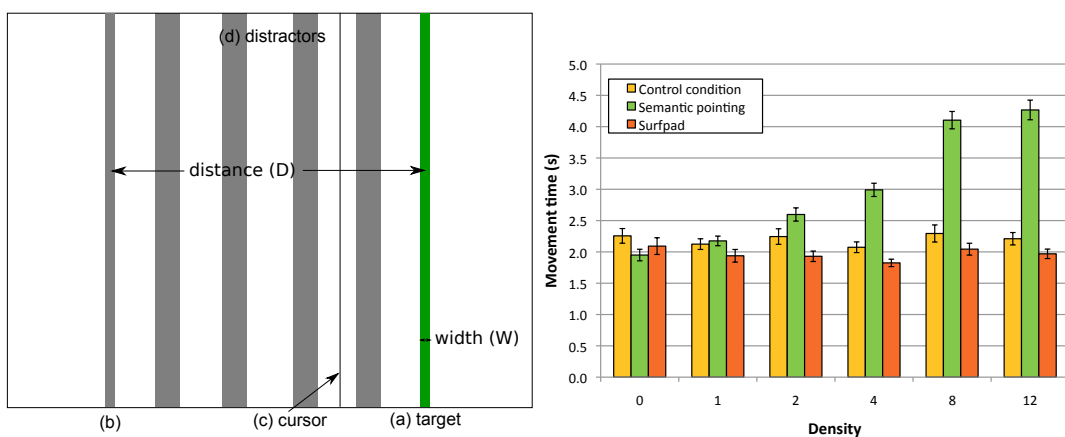 (d) distractors
distance (D)
width (W)
(b)
(c) cursor
(a) target
5.0
4.5
4.0
3.5
3.0
2.5
2.0
1.5
1.0
0.5
0.0
Movement time (s)
Control condition
Semantic pointing
Surfpad
0 1 2 4 8 12
Density